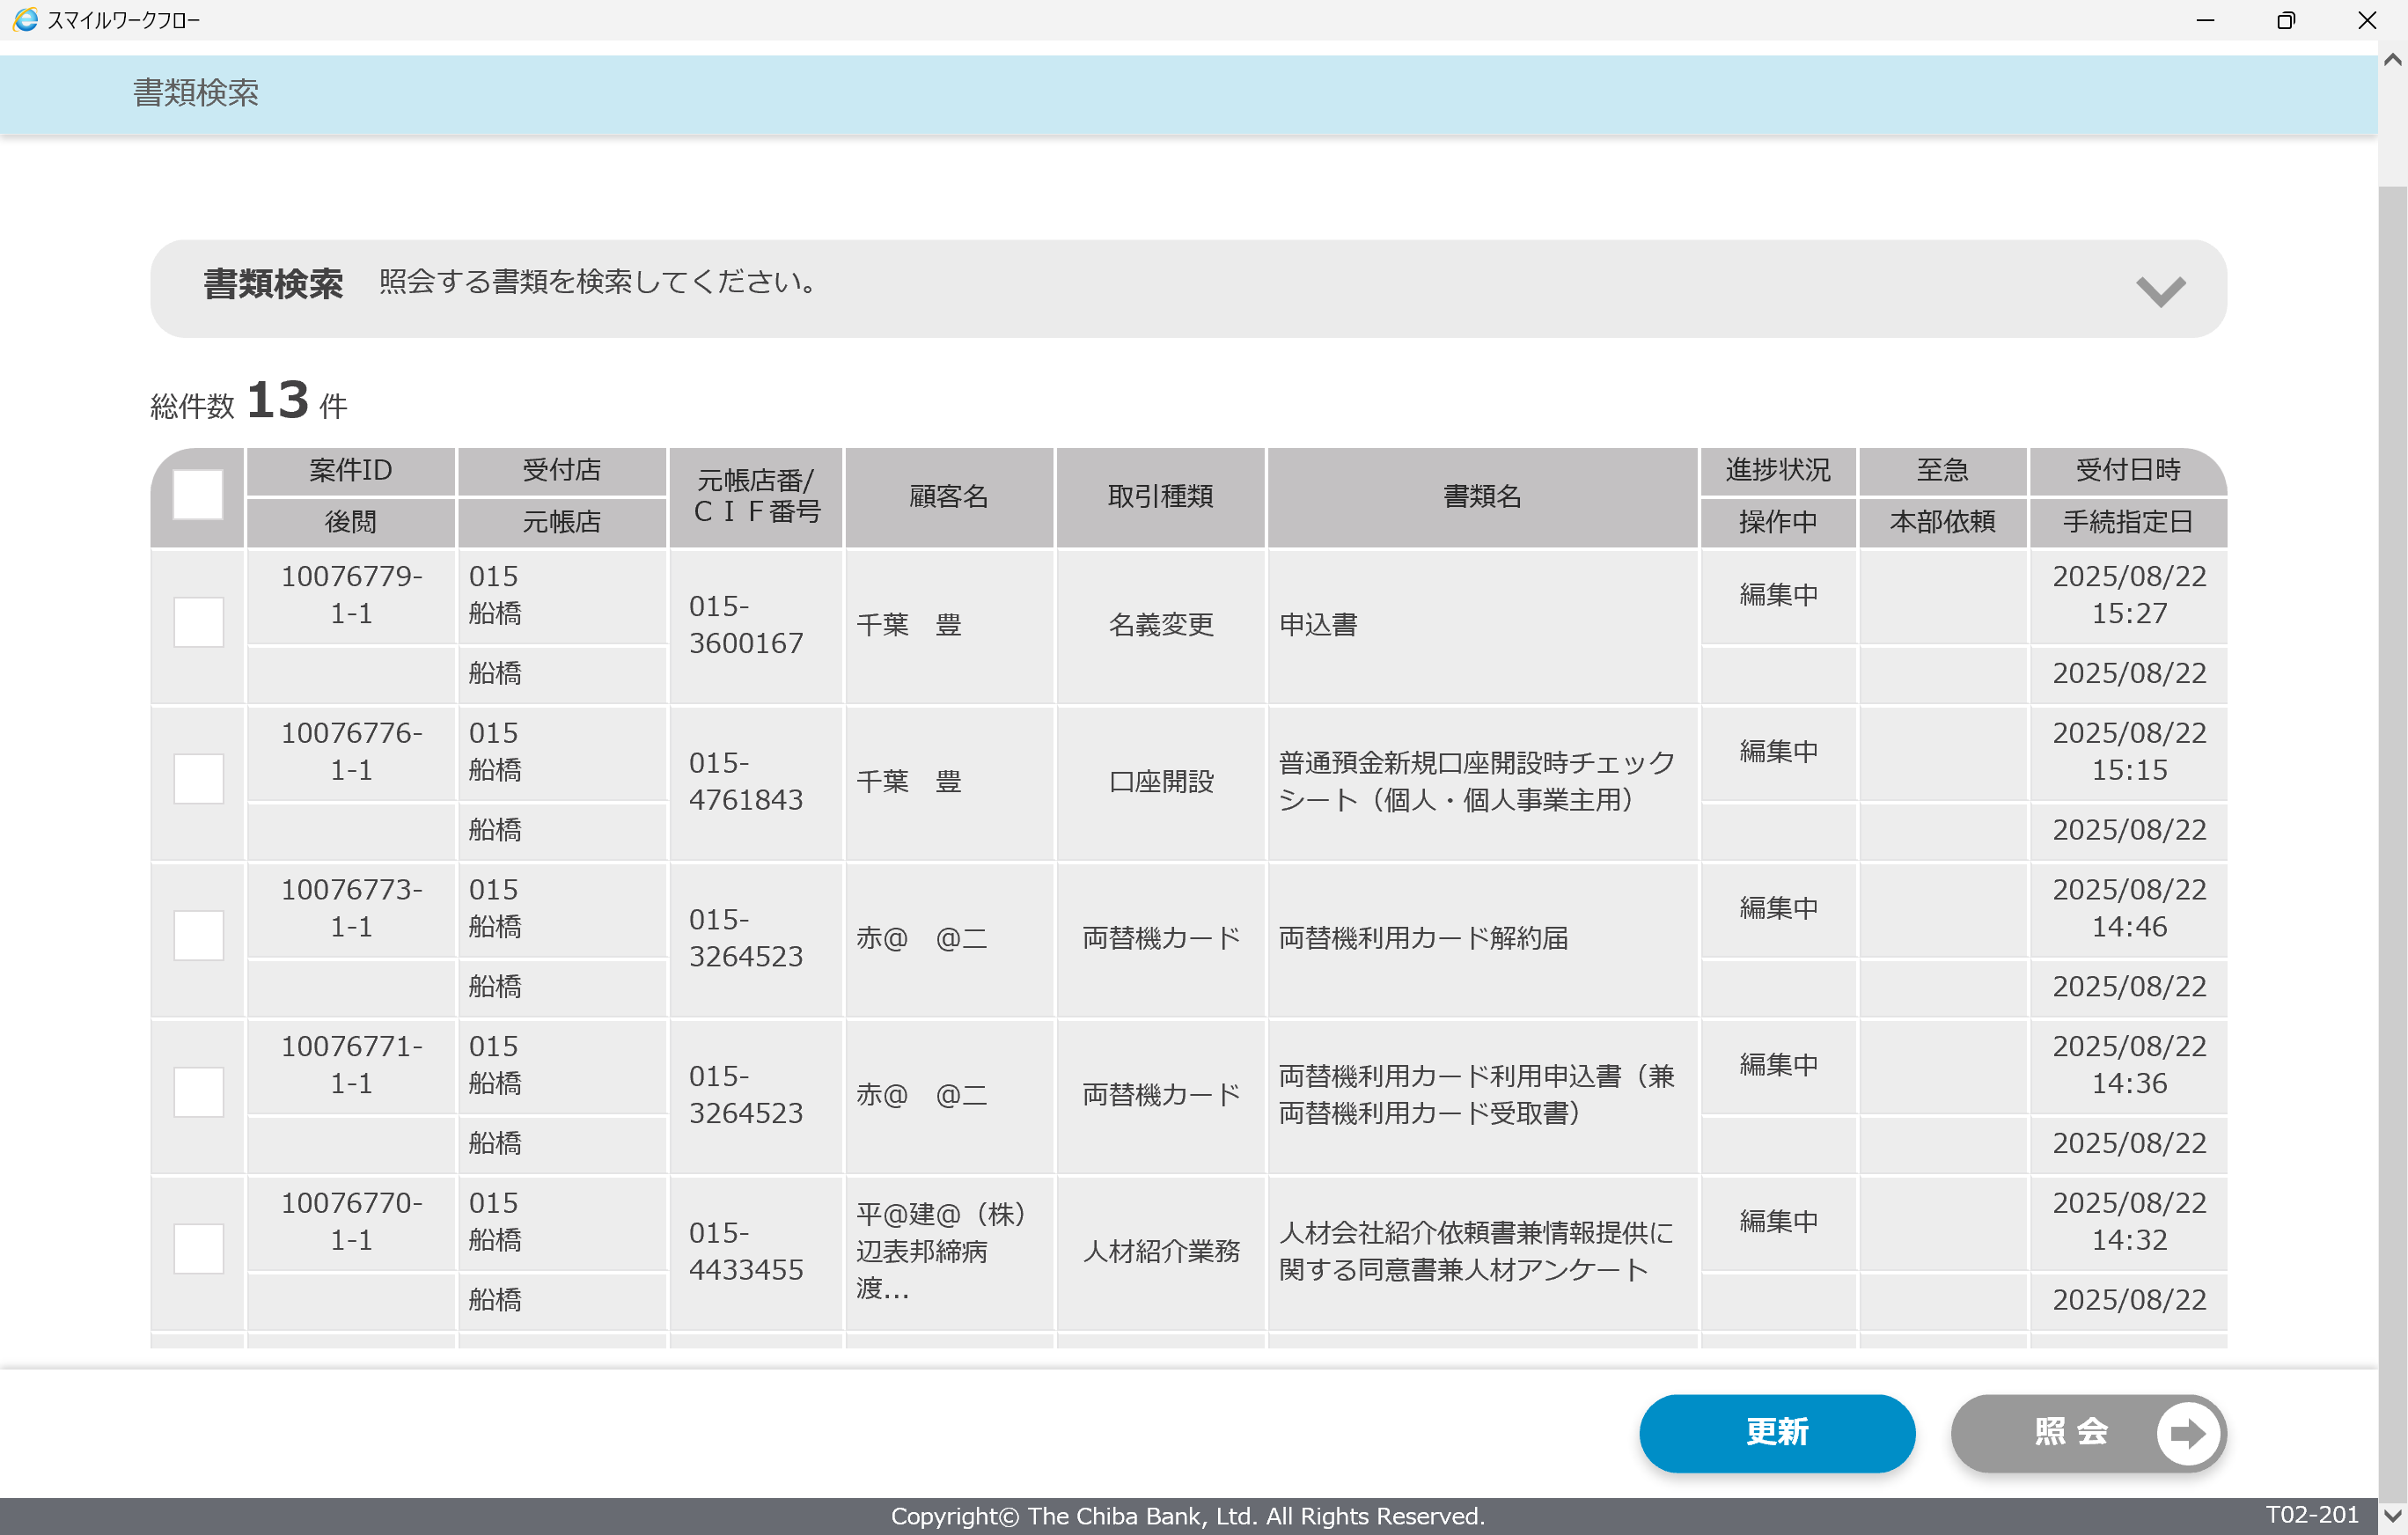 スマイルワークフロー
書類検索
書類検索 照会する書類を検索してください。
総件数 13 件
案件ID 受付店 元帳店番/ＣＩＦ番号 顧客名 取引種類 書類名 進捗状況 至急 受付日時
後閲 元帳店 操作中 本部依頼 手続指定日
10076779-1-1 015 船橋 015-3600167 千葉　豊 名義変更 申込書 編集中 2025/08/22 15:27
船橋 2025/08/22
10076776-1-1 015 船橋 015-4761843 千葉　豊 口座開設 普通預金新規口座開設時チェックシート（個人・個人事業主用） 編集中 2025/08/22 15:15
船橋 2025/08/22
10076773-1-1 015 船橋 015-3264523 赤@　@二 両替機カード 両替機利用カード解約届 編集中 2025/08/22 14:46
船橋 2025/08/22
10076771-1-1 015 船橋 015-3264523 赤@　@二 両替機カード 両替機利用カード利用申込書（兼両替機利用カード受取書） 編集中 2025/08/22 14:36
船橋 2025/08/22
10076770-1-1 015 船橋 015-4433455 平@建@（株）辺表邦締病渡... 人材紹介業務 人材会社紹介依頼書兼情報提供に関する同意書兼人材アンケート 編集中 2025/08/22 14:32
船橋 2025/08/22
更新 照 会
Copyright© The Chiba Bank, Ltd. All Rights Reserved. T02-201